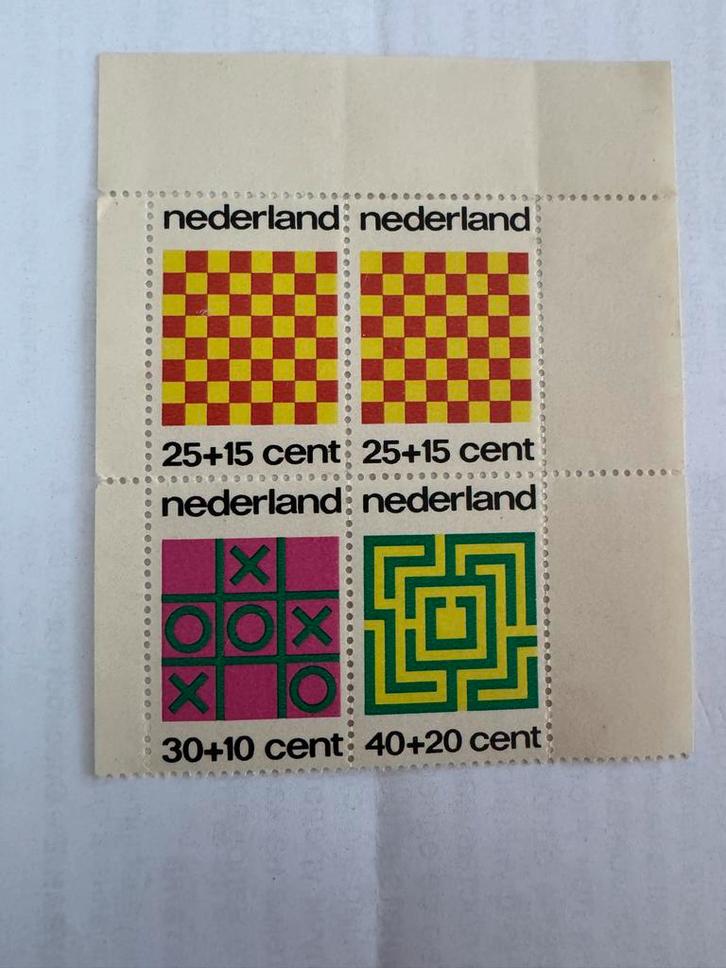 nederland nederland
25+15 cent 25+15 cent
nederland nederland
X
O O X
X O
30+10 cent 40+20 cent